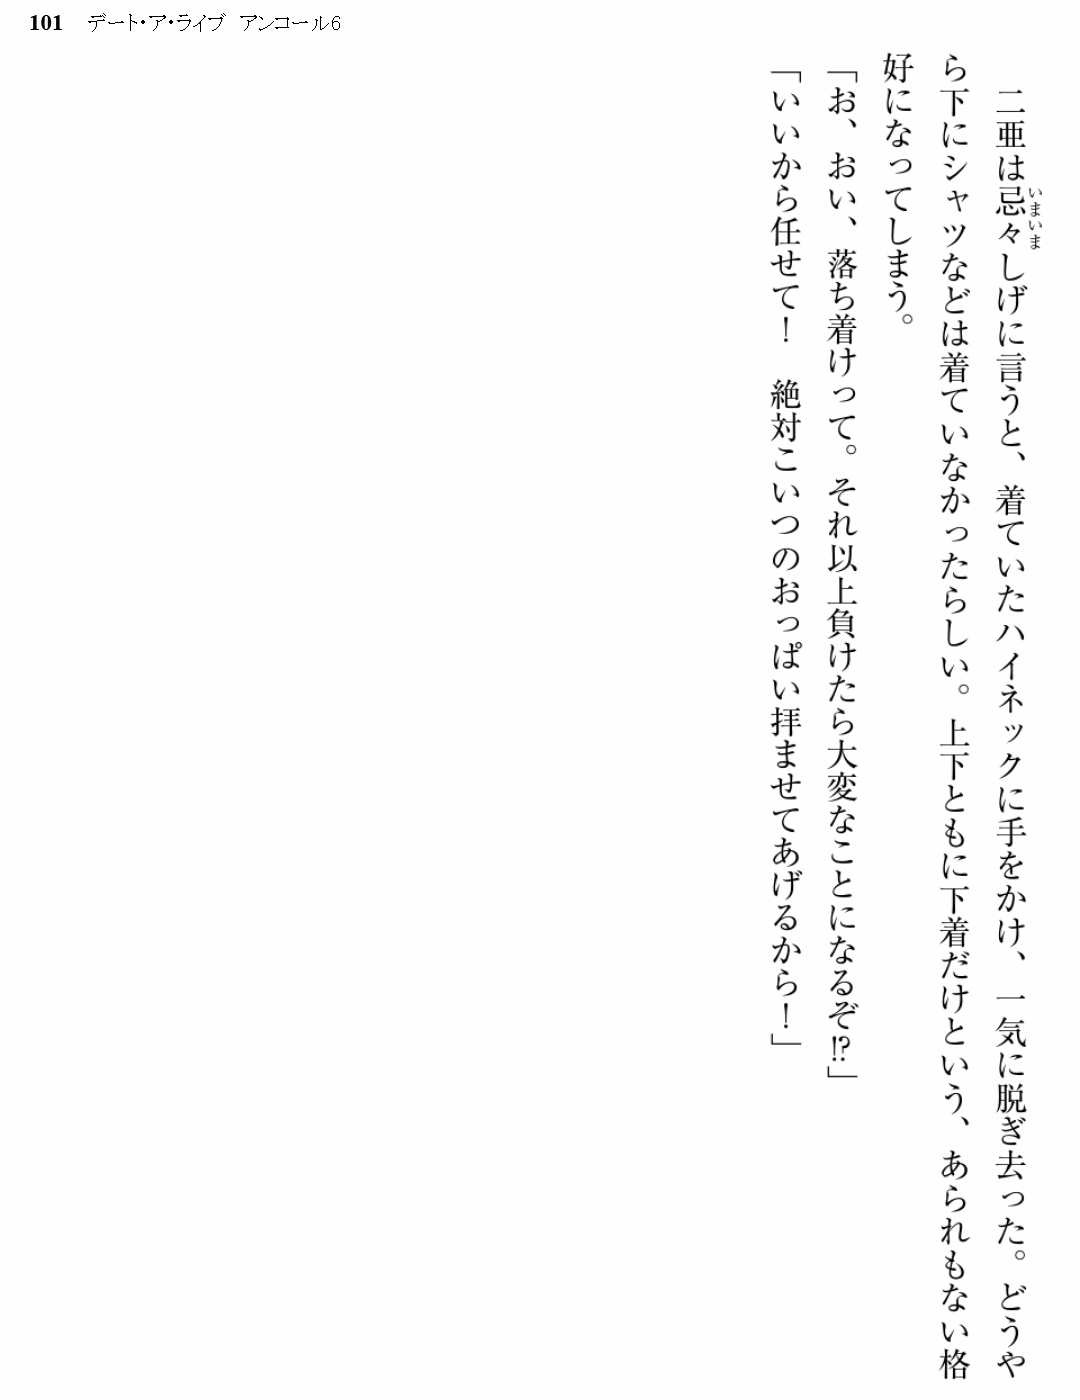 101 デート・ア・ライブ アンコール6
　二亜は忌々しげに言うと、着ていたハイネックに手をかけ、一気に脱ぎ去った。どうや
いまいま
ら下にシャツなどは着ていなかったらしい。上下ともに下着だけという、あられもない格
好になってしまう。
「お、おい、落ち着けって。それ以上負けたら大変なことになるぞ!?」
「いいから任せて！　絶対こいつのおっぱい拝ませてあげるから！」